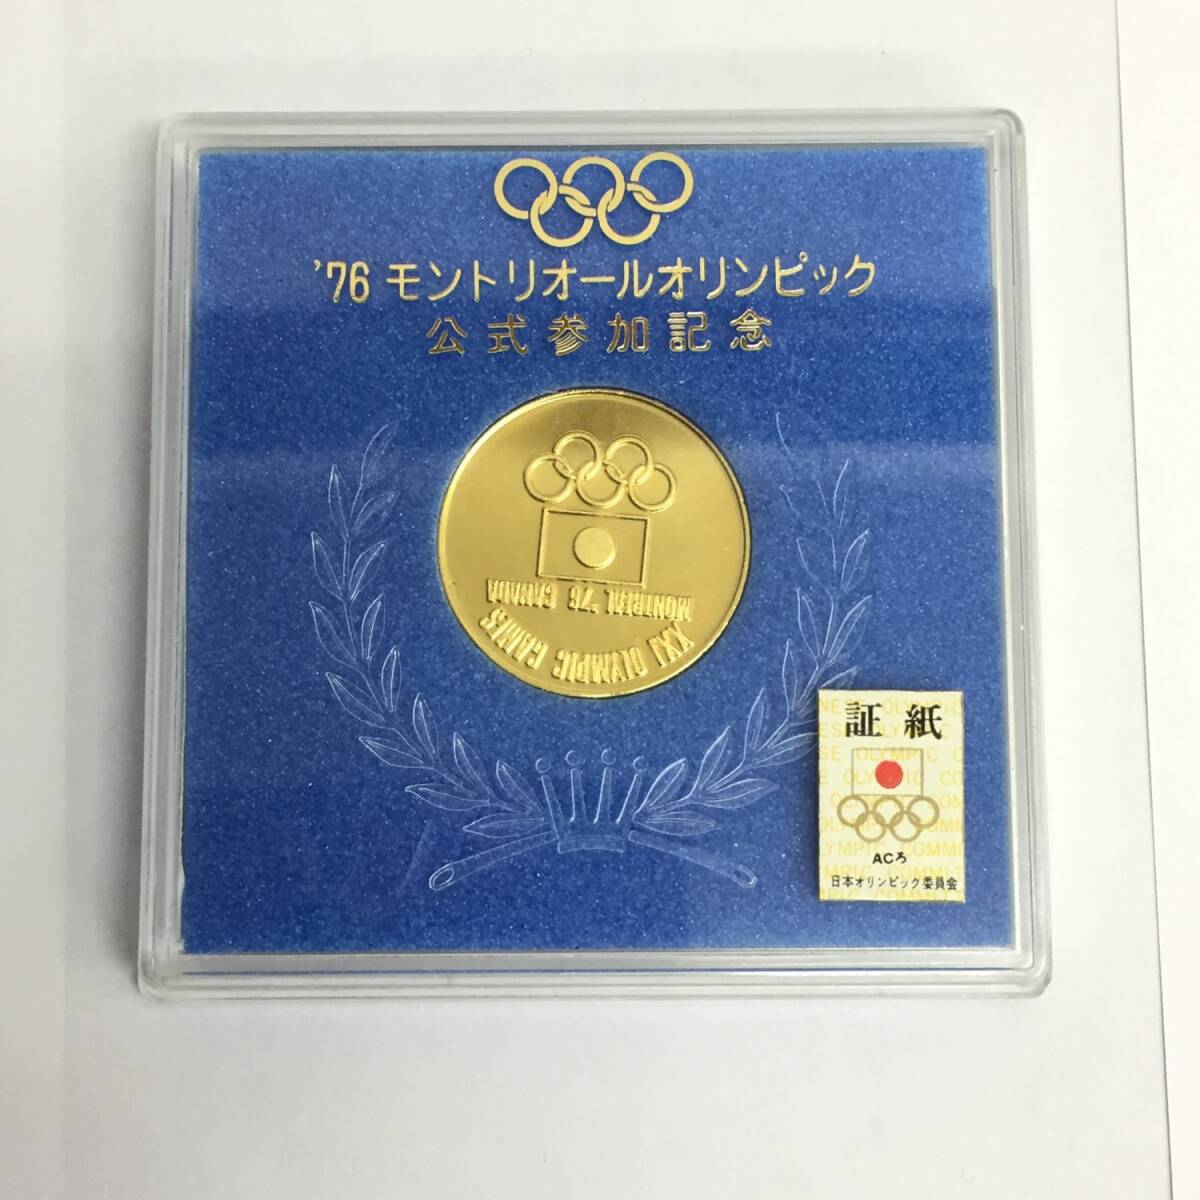 '76 モントリオールオリンピック
公式参加記念
MONTREAL '76 CANADA
XXI OLYMPIC GAMES
証紙
ACろ
日本オリンピック委員会